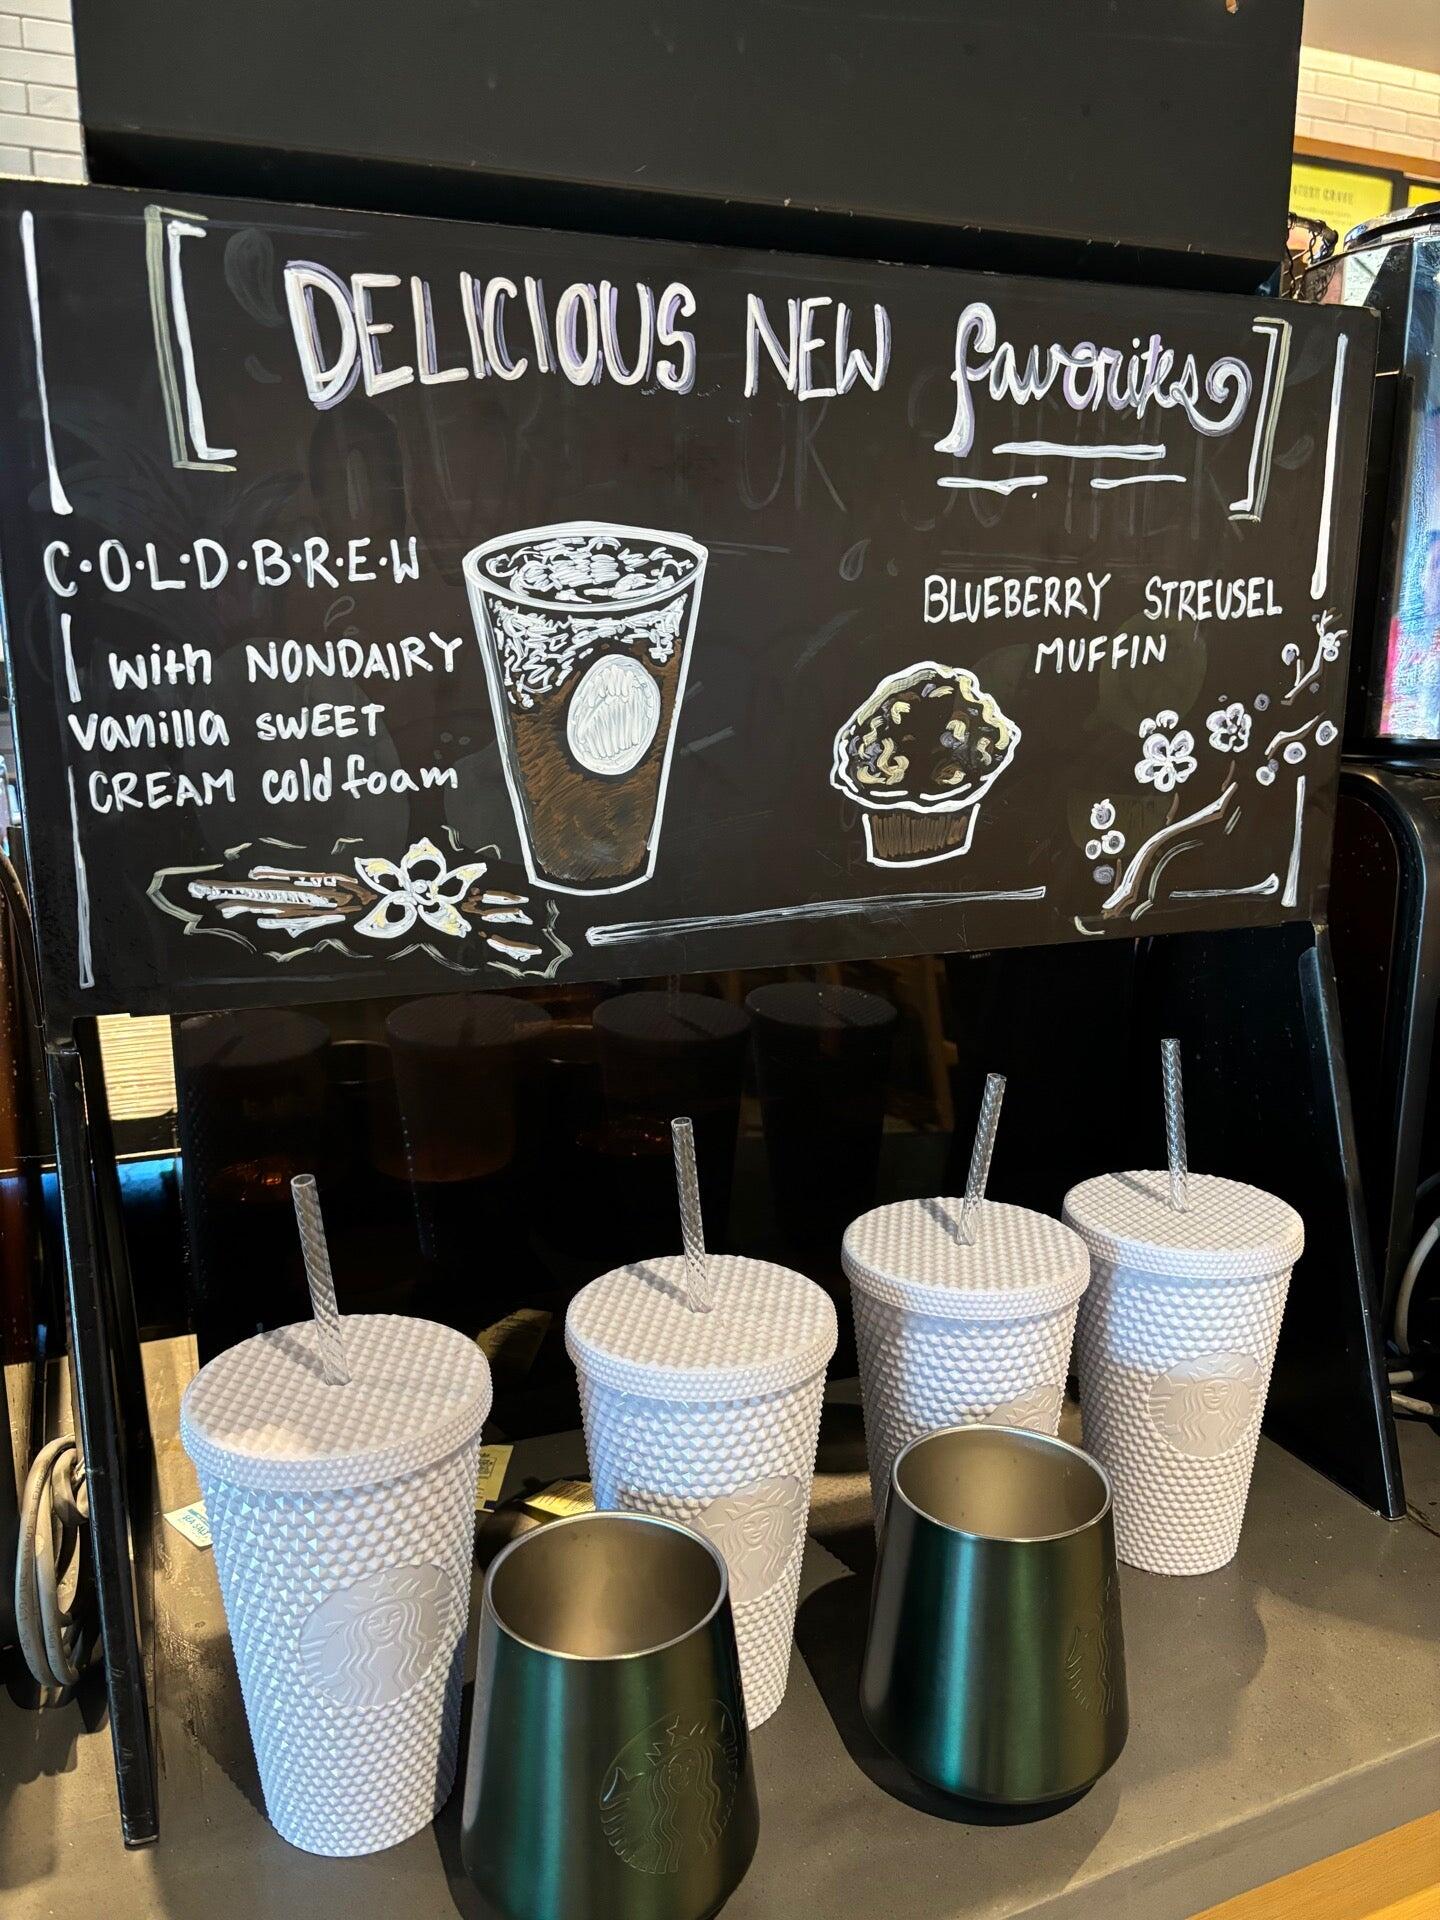 DELICIOUS NEW favorites
C·O·L·D·B·R·E·W
with NONDAIRY
vanilla SWEET
CREAM cold foam
BLUEBERRY STREUSEL
MUFFIN